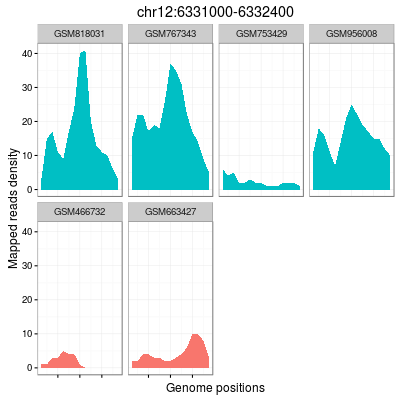 chr12:6331000-6332400
GSM818031 GSM767343 GSM753429 GSM956008
40
30
20
10
0
GSM466732 GSM663427
40
30
20
10
0
Mapped reads density
Genome positions